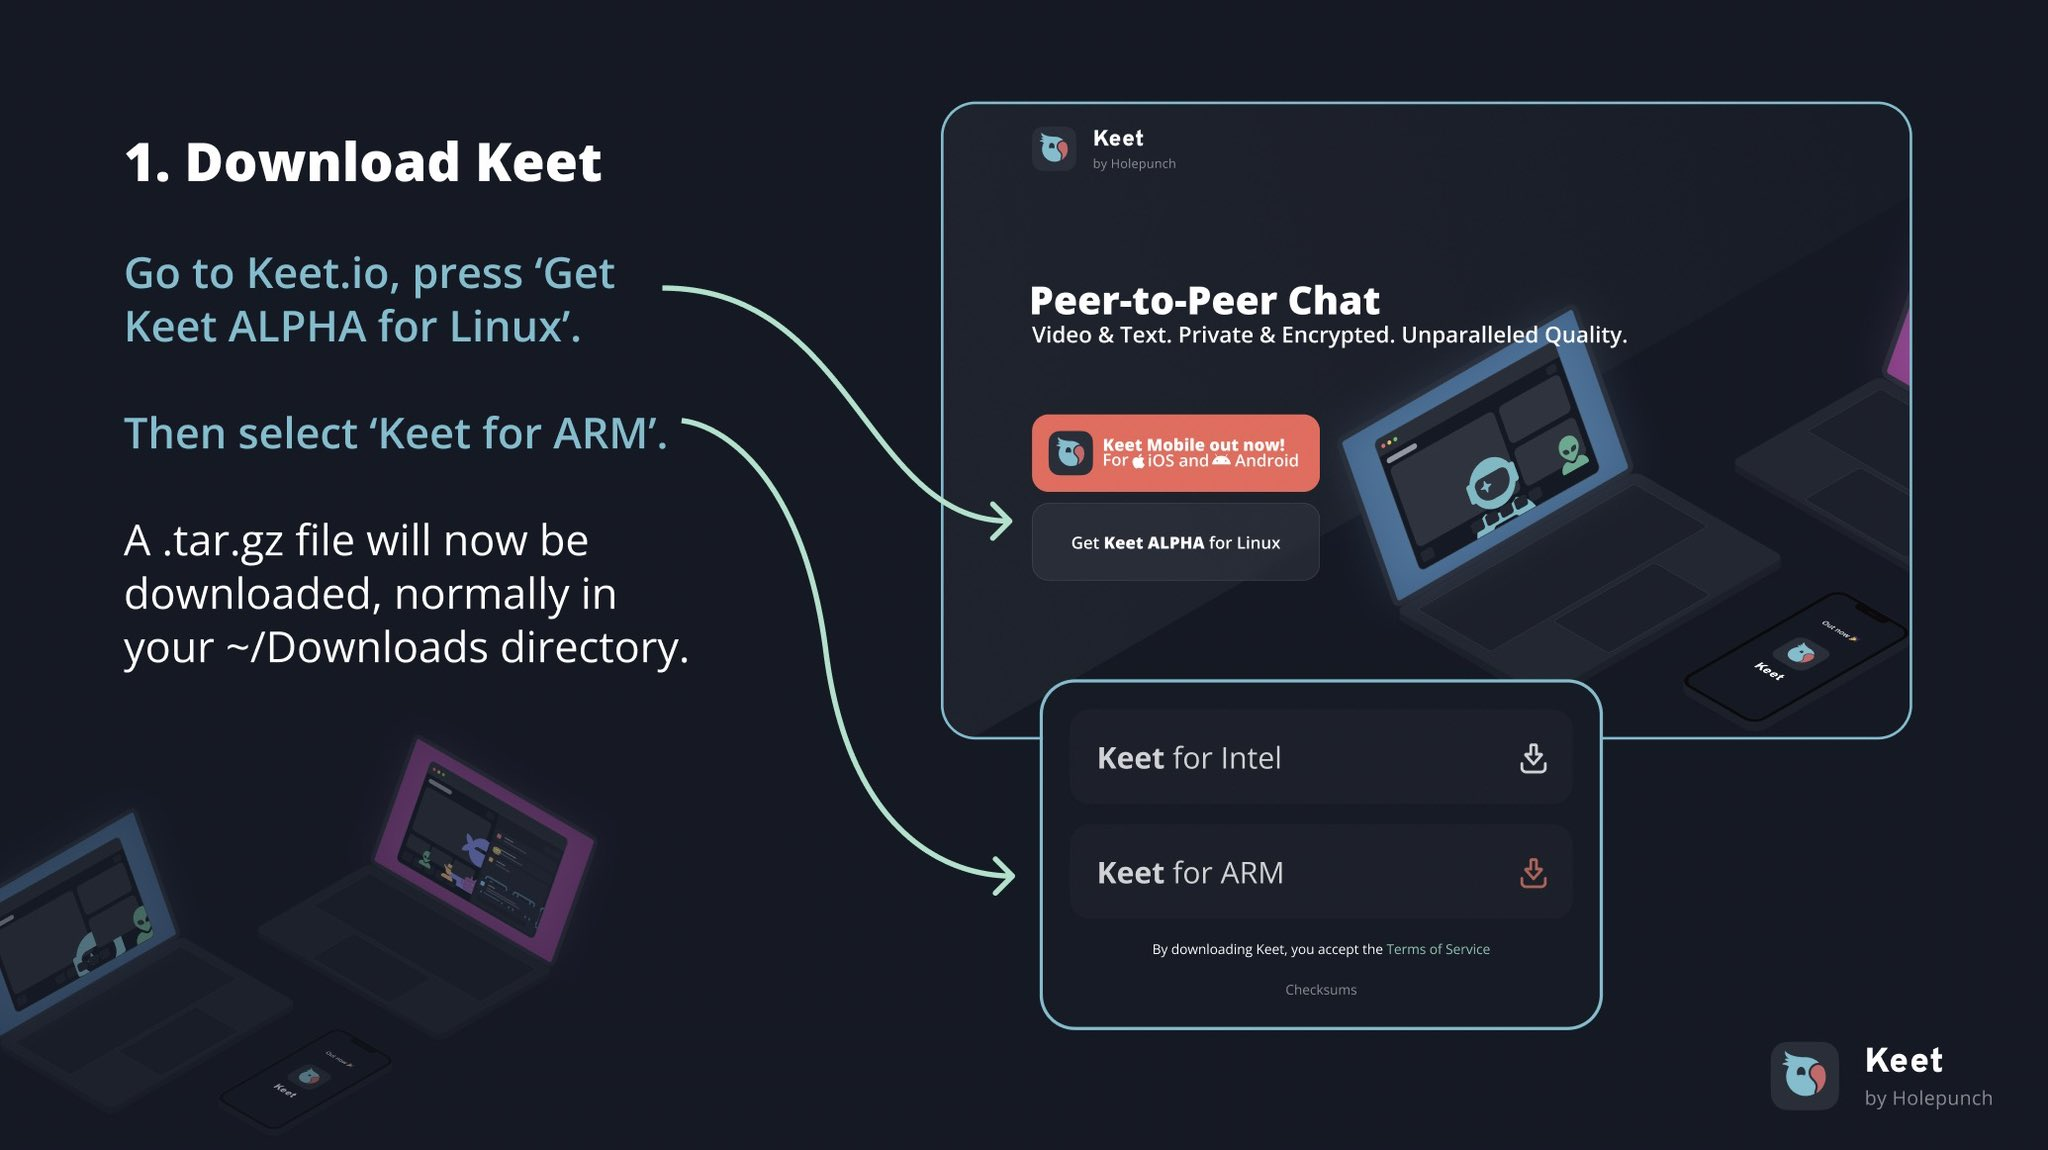 1. Download Keet
Go to Keet.io, press ‘Get
Keet ALPHA for Linux’.
Then select ‘Keet for ARM’.
A .tar.gz file will now be
downloaded, normally in
your ~/Downloads directory.
Keet
by Holepunch
Peer-to-Peer Chat
Video & Text. Private & Encrypted. Unparalleled Quality.
Keet Mobile out now!
For iOS and Android
Get Keet ALPHA for Linux
Out now
Keet
Keet for Intel
Keet for ARM
By downloading Keet, you accept the Terms of Service
Checksums
Out now
Keet
Keet
by Holepunch